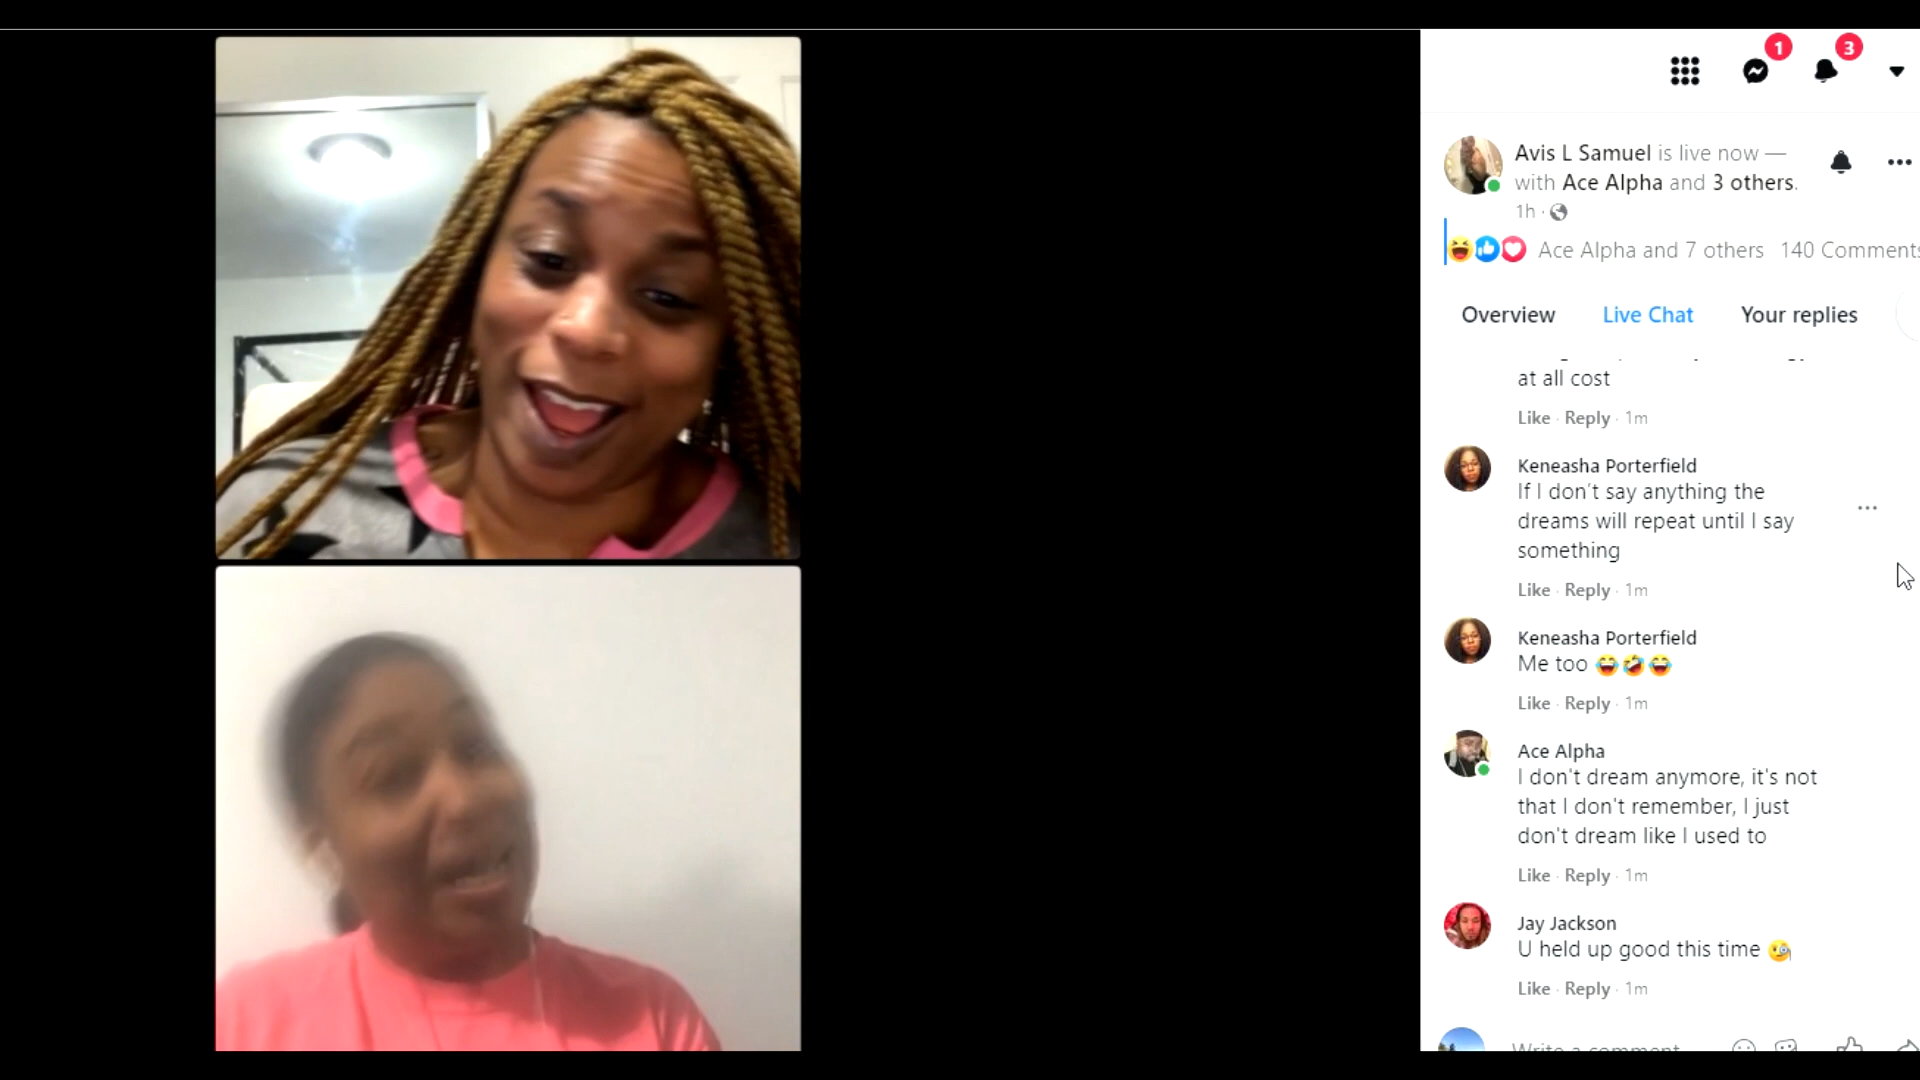 1
3
Avis L Samuel is live now —
with Ace Alpha and 3 others.
1h ·
Ace Alpha and 7 others 140 Comments
Overview Live Chat Your replies
at all cost
Like · Reply · 1m
Keneasha Porterfield
If I don't say anything the
dreams will repeat until I say
something
Like · Reply · 1m
Keneasha Porterfield
Me too 😂🤣😂
Like · Reply · 1m
Ace Alpha
I don't dream anymore, it's not
that I don't remember, I just
don't dream like I used to
Like · Reply · 1m
Jay Jackson
U held up good this time 🧐
Like · Reply · 1m
Write a comment